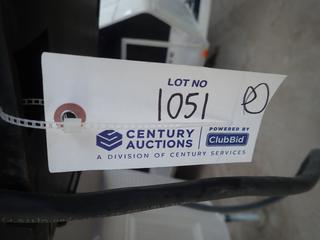 LOT NO
1051
CENTURY AUCTIONS
POWERED BY
ClubBid
A DIVISION OF CENTURY SERVICES